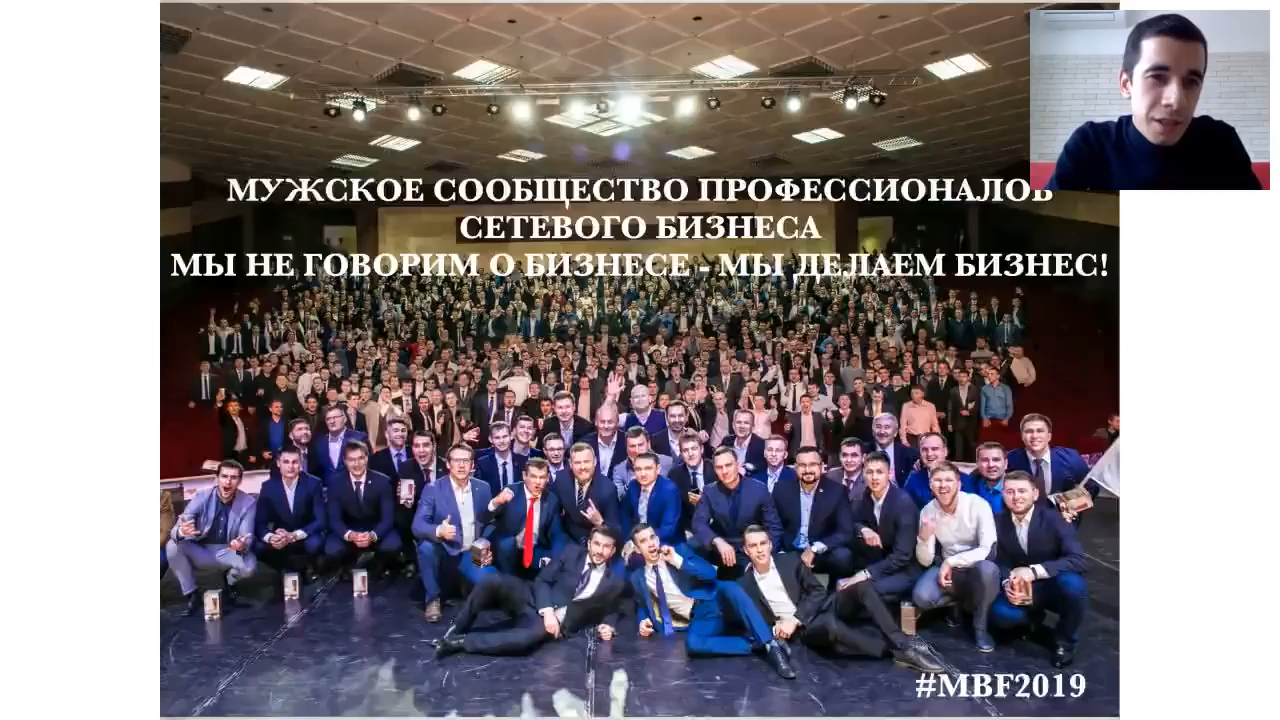 МУЖСКОЕ СООБЩЕСТВО ПРОФЕССИОНАЛОВ
СЕТЕВОГО БИЗНЕСА
МЫ НЕ ГОВОРИМ О БИЗНЕСЕ - МЫ ДЕЛАЕМ БИЗНЕС!
#MBF2019